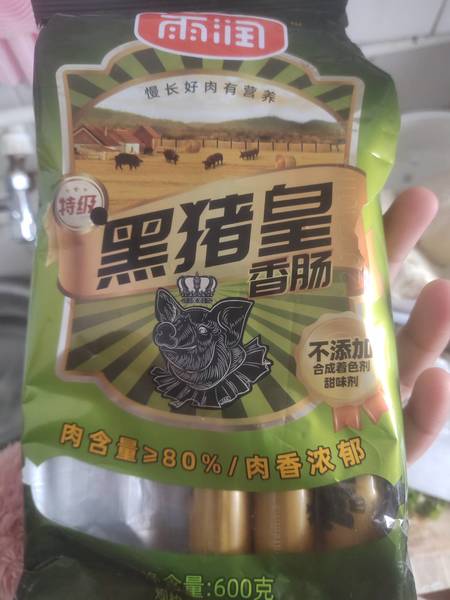 雨润
慢长好肉有营养
特级
黑猪皇
香肠
不添加
合成着色剂
甜味剂
肉含量≥80%/肉香浓郁
含量:600克